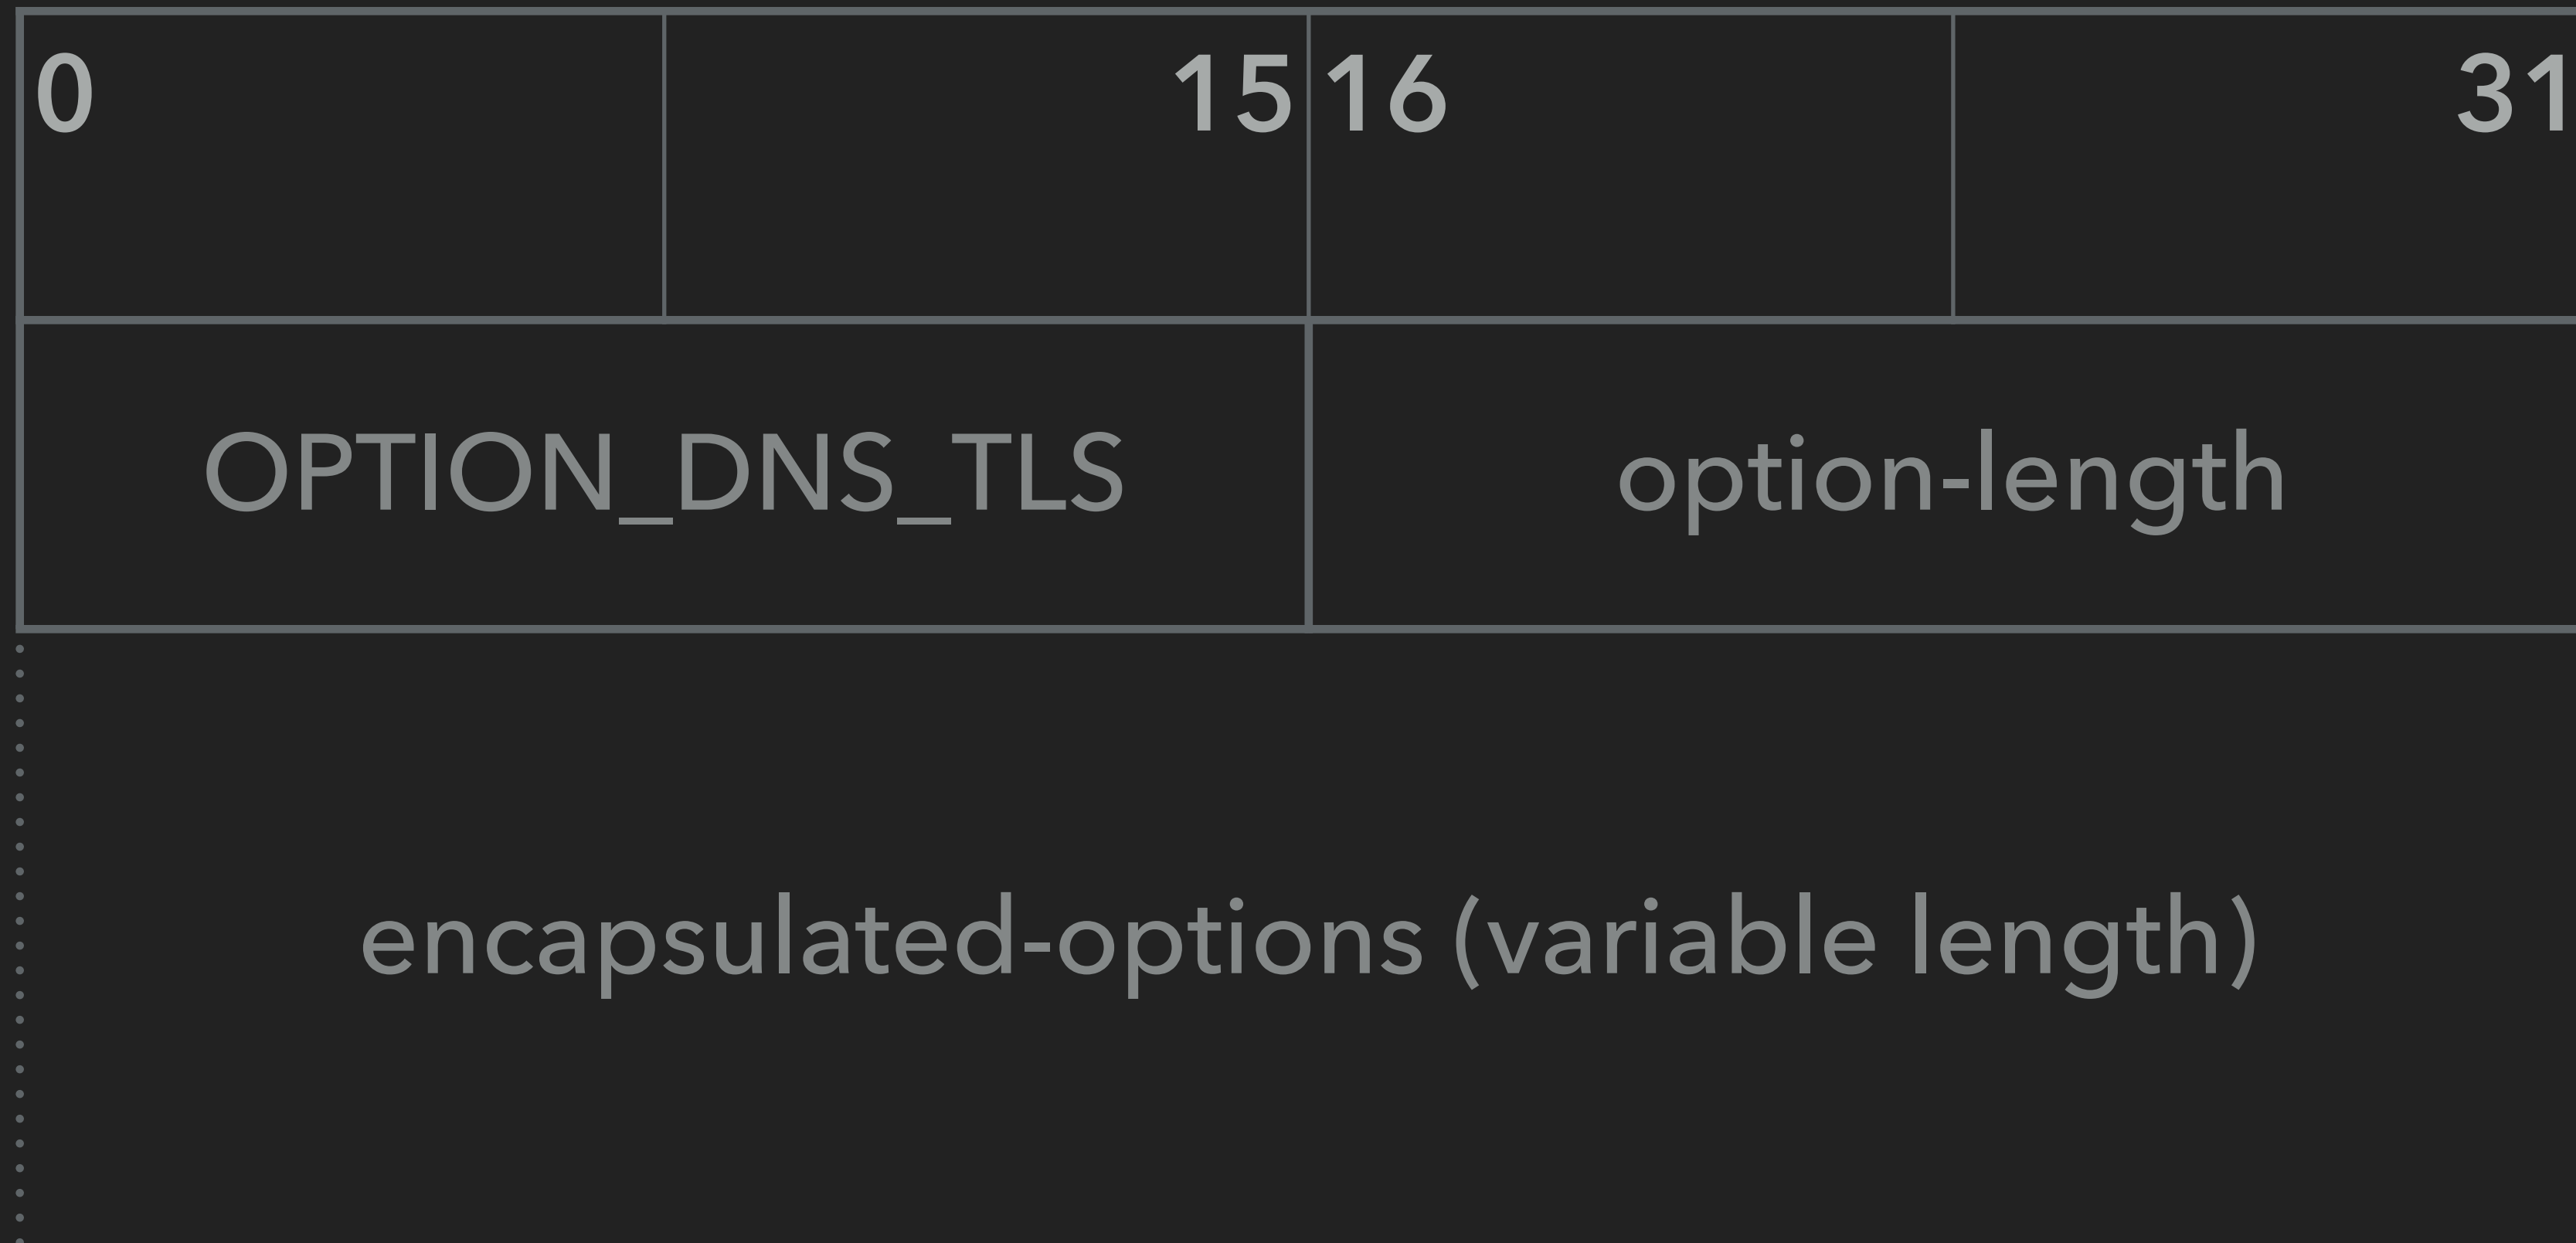 0 15 16 31
OPTION_DNS_TLS option-length
encapsulated-options (variable length)